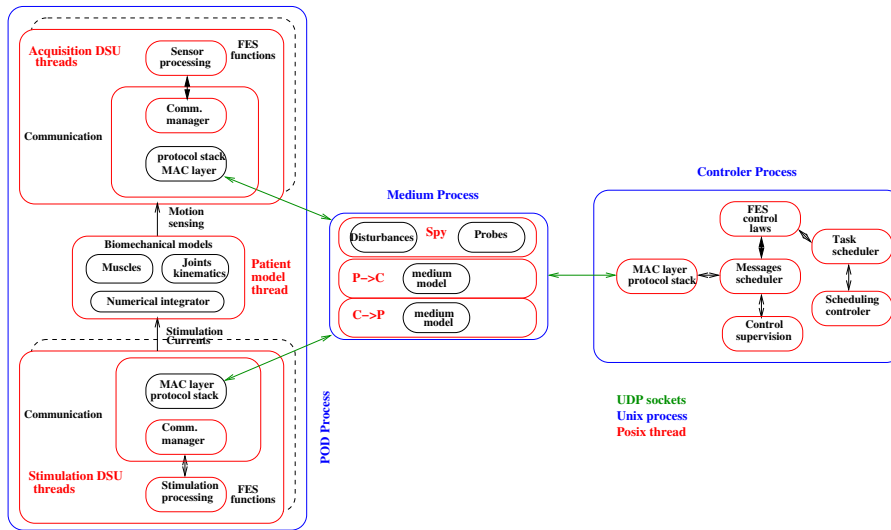 Acquisition DSU
threads
Sensor
processing
FES
functions
Comm.
manager
Communication
protocol stack
MAC layer
Motion
sensing
Biomechanical models
Muscles
Joints
kinematics
Numerical integrator
Patient
model
thread
Stimulation
Currents
MAC layer
protocol stack
Communication
Comm.
manager
Stimulation DSU
threads
Stimulation
processing
FES
functions
POD Process
Medium Process
Disturbances
Spy
Probes
P->C
medium
model
C->P
medium
model
Controler Process
FES
control
laws
Task
scheduler
MAC layer
protocol stack
Messages
scheduler
Scheduling
controler
Control
supervision
UDP sockets
Unix process
Posix thread